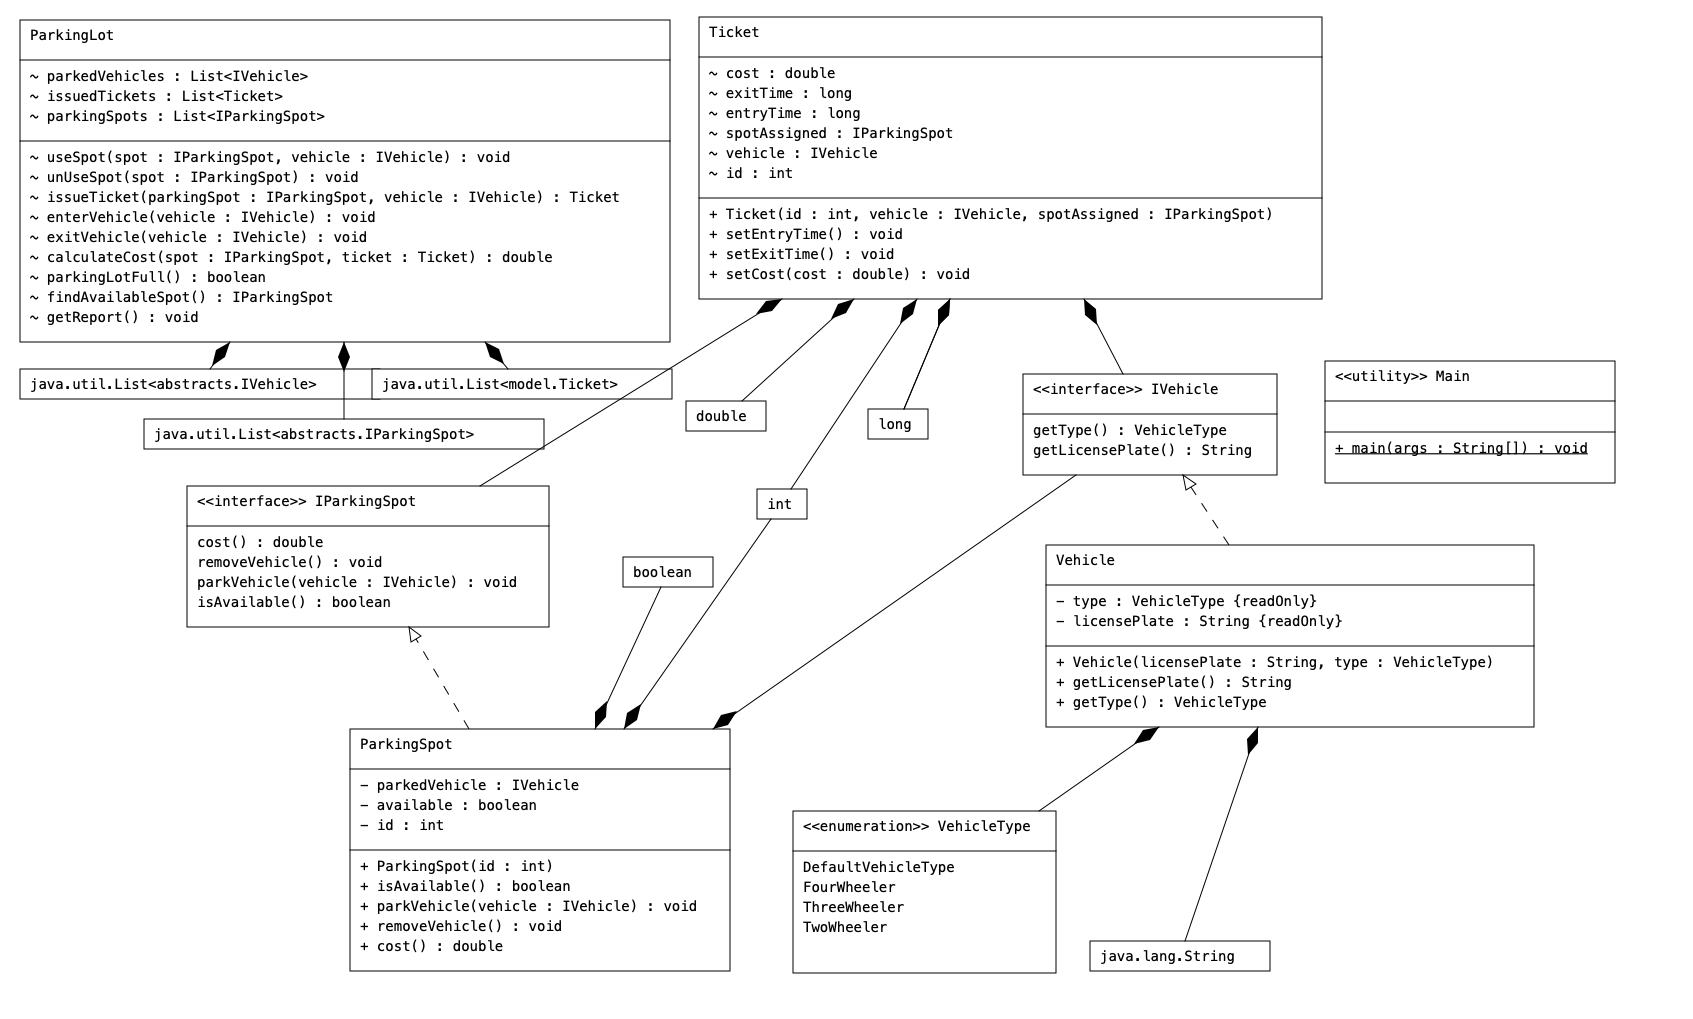 ParkingLot
~ parkedVehicles : List<IVehicle>
~ issuedTickets : List<Ticket>
~ parkingSpots : List<IParkingSpot>
~ useSpot(spot : IParkingSpot, vehicle : IVehicle) : void
~ unUseSpot(spot : IParkingSpot) : void
~ issueTicket(parkingSpot : IParkingSpot, vehicle : IVehicle) : Ticket
~ enterVehicle(vehicle : IVehicle) : void
~ exitVehicle(vehicle : IVehicle) : void
~ calculateCost(spot : IParkingSpot, ticket : Ticket) : double
~ parkingLotFull() : boolean
~ findAvailableSpot() : IParkingSpot
~ getReport() : void
Ticket
~ cost : double
~ exitTime : long
~ entryTime : long
~ spotAssigned : IParkingSpot
~ vehicle : IVehicle
~ id : int
+ Ticket(id : int, vehicle : IVehicle, spotAssigned : IParkingSpot)
+ setEntryTime() : void
+ setExitTime() : void
+ setCost(cost : double) : void
java.util.List<abstracts.IVehicle>
java.util.List<model.Ticket>
java.util.List<abstracts.IParkingSpot>
double
long
<<interface>> IVehicle
getType() : VehicleType
getLicensePlate() : String
<<utility>> Main
+ main(args : String[]) : void
<<interface>> IParkingSpot
cost() : double
removeVehicle() : void
parkVehicle(vehicle : IVehicle) : void
isAvailable() : boolean
int
boolean
Vehicle
− type : VehicleType {readOnly}
− licensePlate : String {readOnly}
+ Vehicle(licensePlate : String, type : VehicleType)
+ getLicensePlate() : String
+ getType() : VehicleType
ParkingSpot
− parkedVehicle : IVehicle
− available : boolean
− id : int
+ ParkingSpot(id : int)
+ isAvailable() : boolean
+ parkVehicle(vehicle : IVehicle) : void
+ removeVehicle() : void
+ cost() : double
<<enumeration>> VehicleType
DefaultVehicleType
FourWheeler
ThreeWheeler
TwoWheeler
java.lang.String